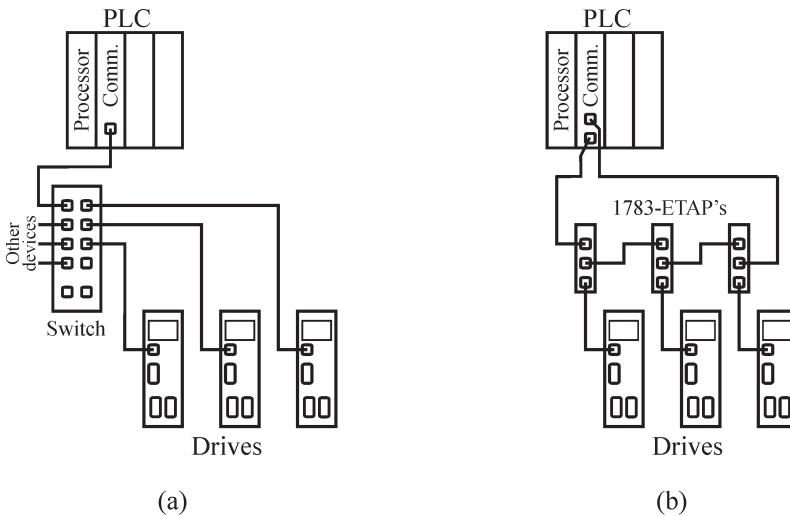 PLC
Processor
Comm.
Other
devices
Switch
Drives
(a)
PLC
Processor
Comm.
1783-ETAP's
Drives
(b)